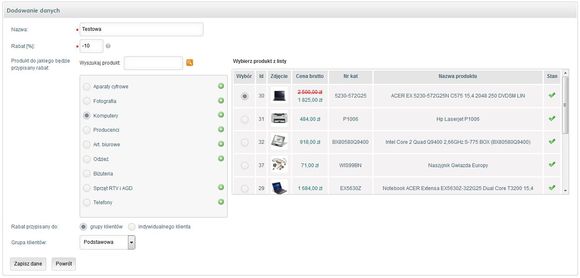 Dodowanie danych
Nazwa:
Testowa
Rabat [%]:
-10
Produkt do jakiego bedzie przypisany rabat:
Wyszukaj produkt
Aparaty cyfrowe
Fotografia
Komputery
Producenci
Art. biurowe
Odzież
Biżuteria
Sprzęt RTV i AGD
Telefony
Wybierz produkt z listy
Wybór Id Zdjęcie Cena brutto Nr kat Nazwa produktu Stan
30 2 500,00 zł 1 825,00 zł 5230-572G25 ACER EX 5230-572G25N C575 15,4 2048 250 DVDSM LIN
31 484,00 zł P1006 Hp Laserjet P1006
32 918,00 zł BX80580Q9400 Intel Core 2 Quad Q9400 2,66GHz S-775 BOX (BX80580Q9400)
37 71,00 zł WIS99BN Naszyjnik Gwiazda Europy
29 1 684,00 zł EX5630Z Notebook ACER Extensa EX5630Z-322G25 Dual Core T3200 15,4
Rabat przypisany do:
grupy klientów
indywidualnego klienta
Grupa klientów:
Podstawowa
Zapisz dane
Powrót